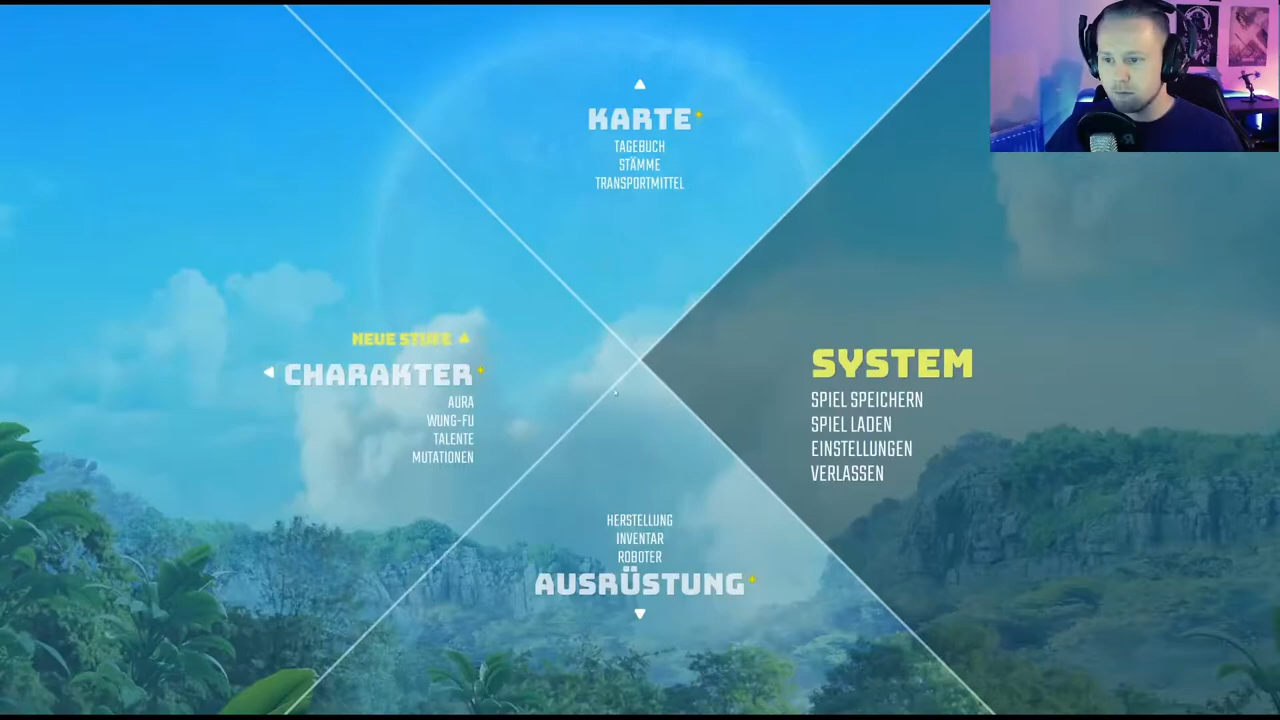 KARTE
TAGEBUCH
STÄMME
TRANSPORTMITTEL
NEUE STUFE
CHARAKTER
AURA
WUNG-FU
TALENTE
MUTATIONEN
SYSTEM
SPIEL SPEICHERN
SPIEL LADEN
EINSTELLUNGEN
VERLASSEN
HERSTELLUNG
INVENTAR
ROBOTER
AUSRÜSTUNG